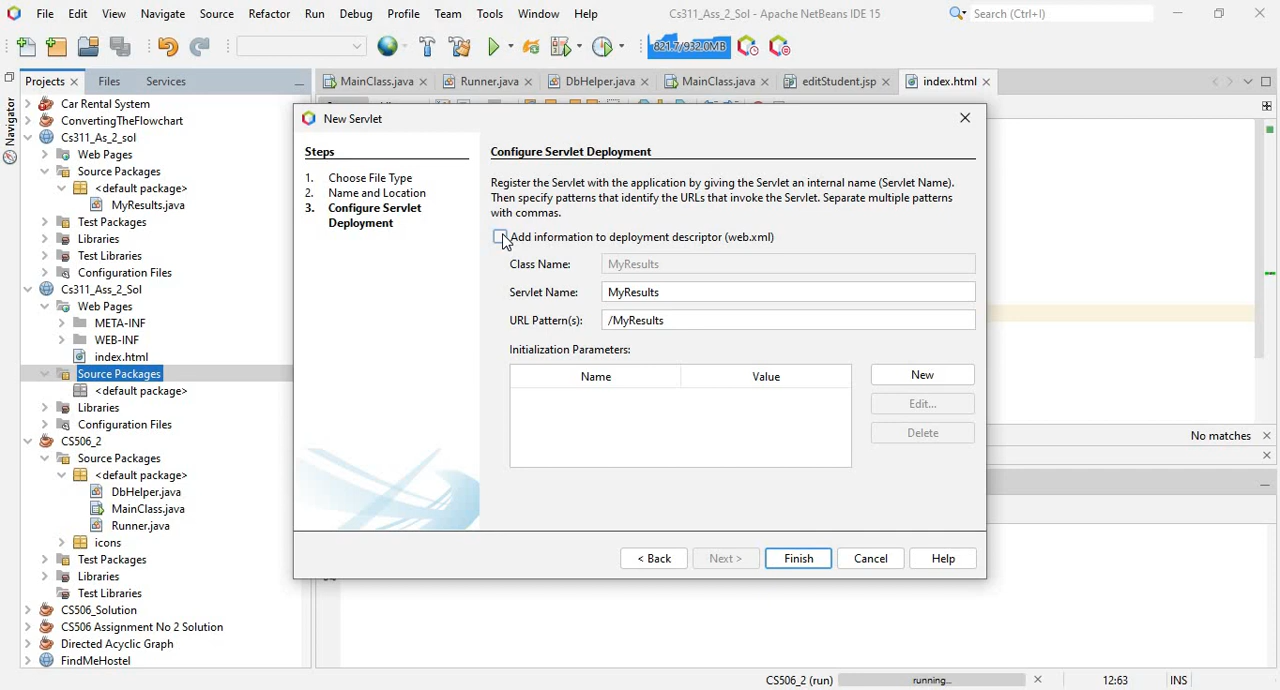 File Edit View Navigate Source Refactor Run Debug Profile Team Tools Window Help
Cs311_Ass_2_Sol - Apache NetBeans IDE 15
Search (Ctrl+I)
821.7/932.0MB
Projects Files Services
MainClass.java Runner.java DbHelper.java MainClass.java editStudent.jsp index.html
Navigator
Car Rental System
ConvertingTheFlowchart
Cs311_As_2_sol
Web Pages
Source Packages
<default package>
MyResults.java
Test Packages
Libraries
Test Libraries
Configuration Files
Cs311_Ass_2_Sol
Web Pages
META-INF
WEB-INF
index.html
Source Packages
<default package>
Libraries
Configuration Files
CS506_2
Source Packages
<default package>
DbHelper.java
MainClass.java
Runner.java
icons
Test Packages
Libraries
Test Libraries
CS506_Solution
CS506 Assignment No 2 Solution
Directed Acyclic Graph
FindMeHostel
New Servlet
Steps
1. Choose File Type
2. Name and Location
3. Configure Servlet
Deployment
Configure Servlet Deployment
Register the Servlet with the application by giving the Servlet an internal name (Servlet Name).
Then specify patterns that identify the URLs that invoke the Servlet. Separate multiple patterns
with commas.
Add information to deployment descriptor (web.xml)
Class Name: MyResults
Servlet Name: MyResults
URL Pattern(s): /MyResults
Initialization Parameters:
Name Value
New
Edit...
Delete
< Back Next > Finish Cancel Help
No matches
CS506_2 (run) running... 12:63 INS